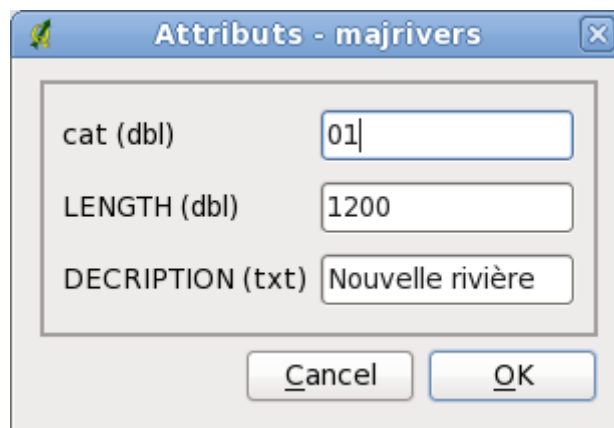 Attributs - majrivers
cat (dbl) 01
LENGTH (dbl) 1200
DECRIPTION (txt) Nouvelle rivière
Cancel OK